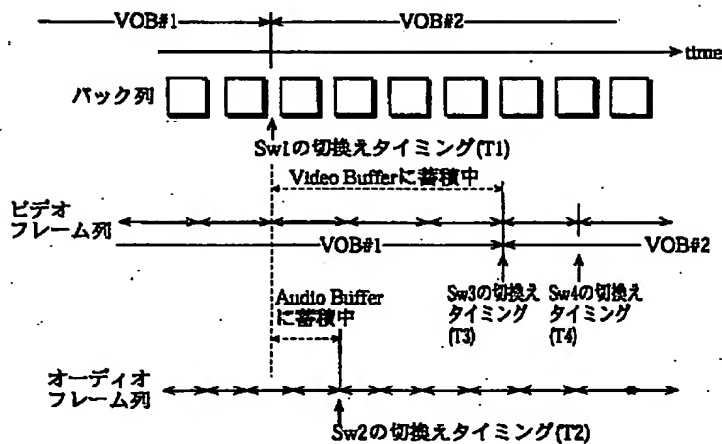 VOB#1
VOB#2
time
パック列
Sw1の切換えタイミング(T1)
Video Bufferに蓄積中
ビデオ
フレーム列
VOB#1
VOB#2
Audio Buffer
に蓄積中
Sw3の切換え
タイミング
(T3)
Sw4の切換え
タイミング
(T4)
オーディオ
フレーム列
Sw2の切換えタイミング(T2)